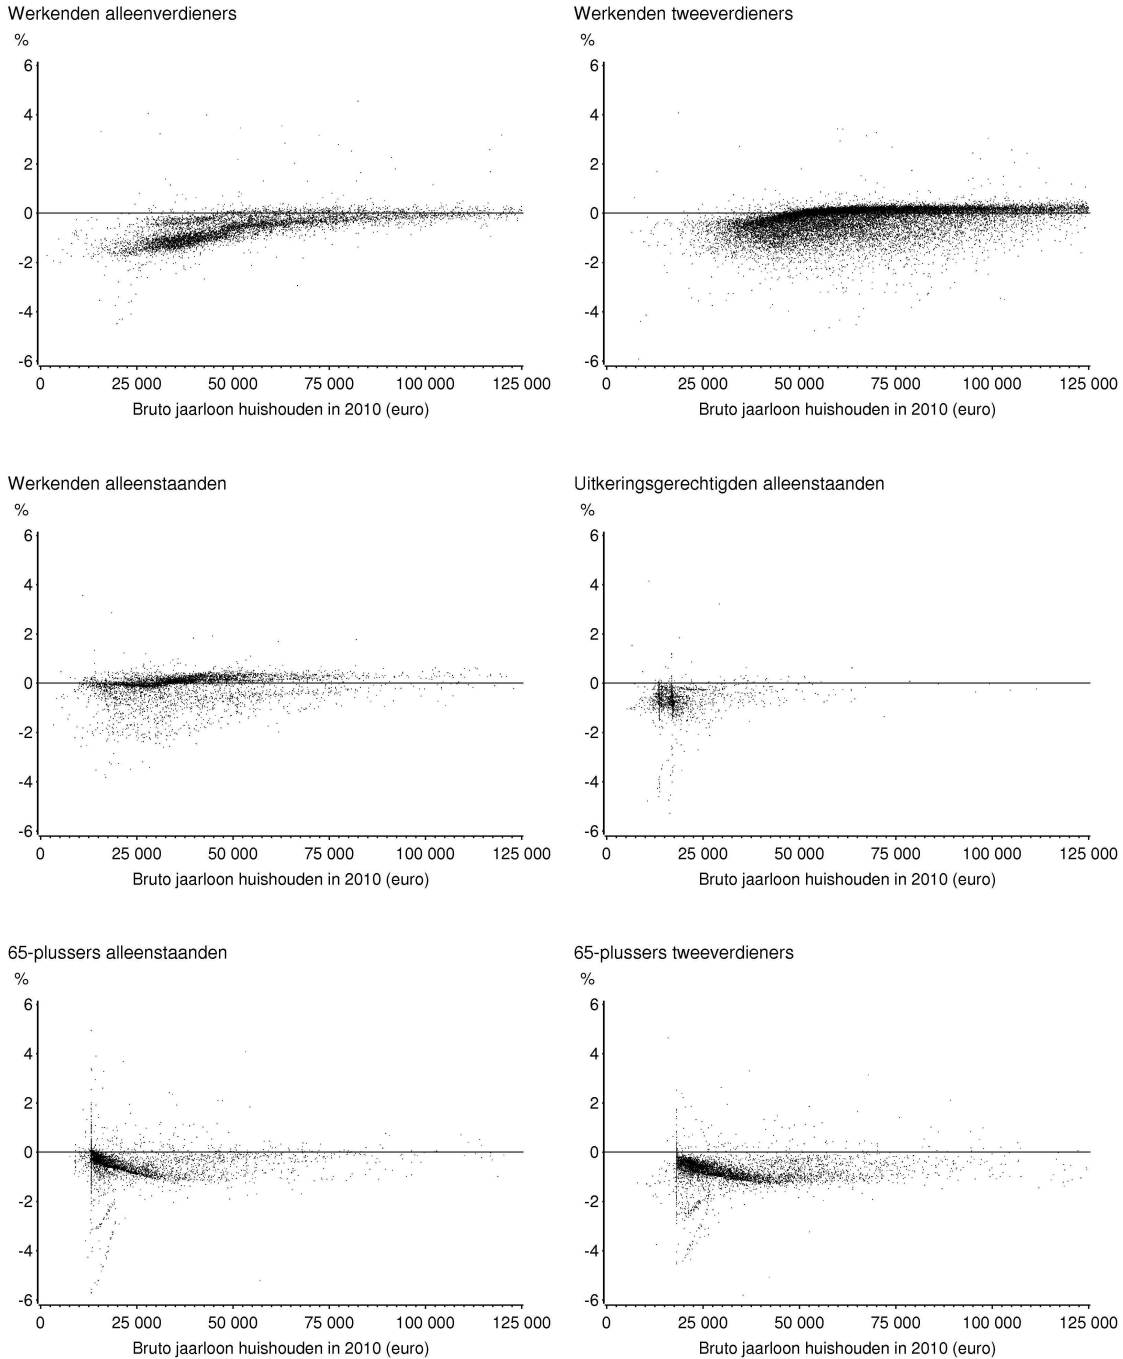 Werkenden alleenverdieners
%
6
4
2
0
-2
-4
-6
0 25 000 50 000 75 000 100 000 125 000
Bruto jaarloon huishouden in 2010 (euro)
Werkenden tweeverdieners
%
6
4
2
0
-2
-4
-6
0 25 000 50 000 75 000 100 000 125 000
Bruto jaarloon huishouden in 2010 (euro)
Werkenden alleenstaanden
%
6
4
2
0
-2
-4
-6
0 25 000 50 000 75 000 100 000 125 000
Bruto jaarloon huishouden in 2010 (euro)
Uitkeringsgerechtigden alleenstaanden
%
6
4
2
0
-2
-4
-6
0 25 000 50 000 75 000 100 000 125 000
Bruto jaarloon huishouden in 2010 (euro)
65-plussers alleenstaanden
%
6
4
2
0
-2
-4
-6
0 25 000 50 000 75 000 100 000 125 000
Bruto jaarloon huishouden in 2010 (euro)
65-plussers tweeverdieners
%
6
4
2
0
-2
-4
-6
0 25 000 50 000 75 000 100 000 125 000
Bruto jaarloon huishouden in 2010 (euro)